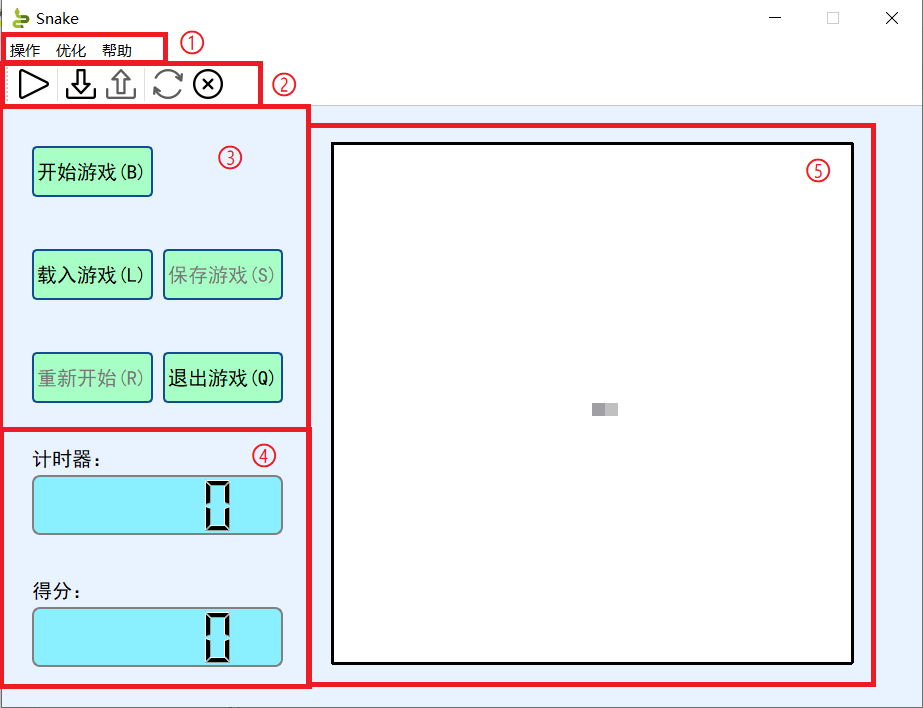 Snake
操作 优化 帮助 ①
②
开始游戏(B) ③
载入游戏(L) 保存游戏(S)
重新开始(R) 退出游戏(Q)
计时器: ④
0
得分:
0
⑤